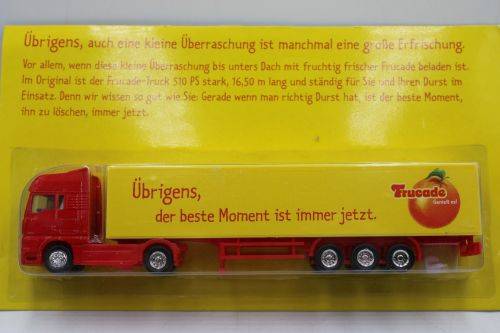 Übrigens, auch eine kleine Überraschung ist manchmal eine große Erfrischung.
Vor allem, wenn diese kleine Überraschung bis unters Dach mit fruchtig frischer Frucade beladen ist.
Im Original ist der Frucade-Truck 510 PS stark, 16,50 m lang und ständig für Sie und Ihren Durst im
Einsatz. Denn wir wissen so gut wie Sie: Gerade wenn man richtig Durst hat, ist der beste Moment,
ihn zu löschen, immer jetzt.
Übrigens,
der beste Moment ist immer jetzt.
Frucade
Genieß es!